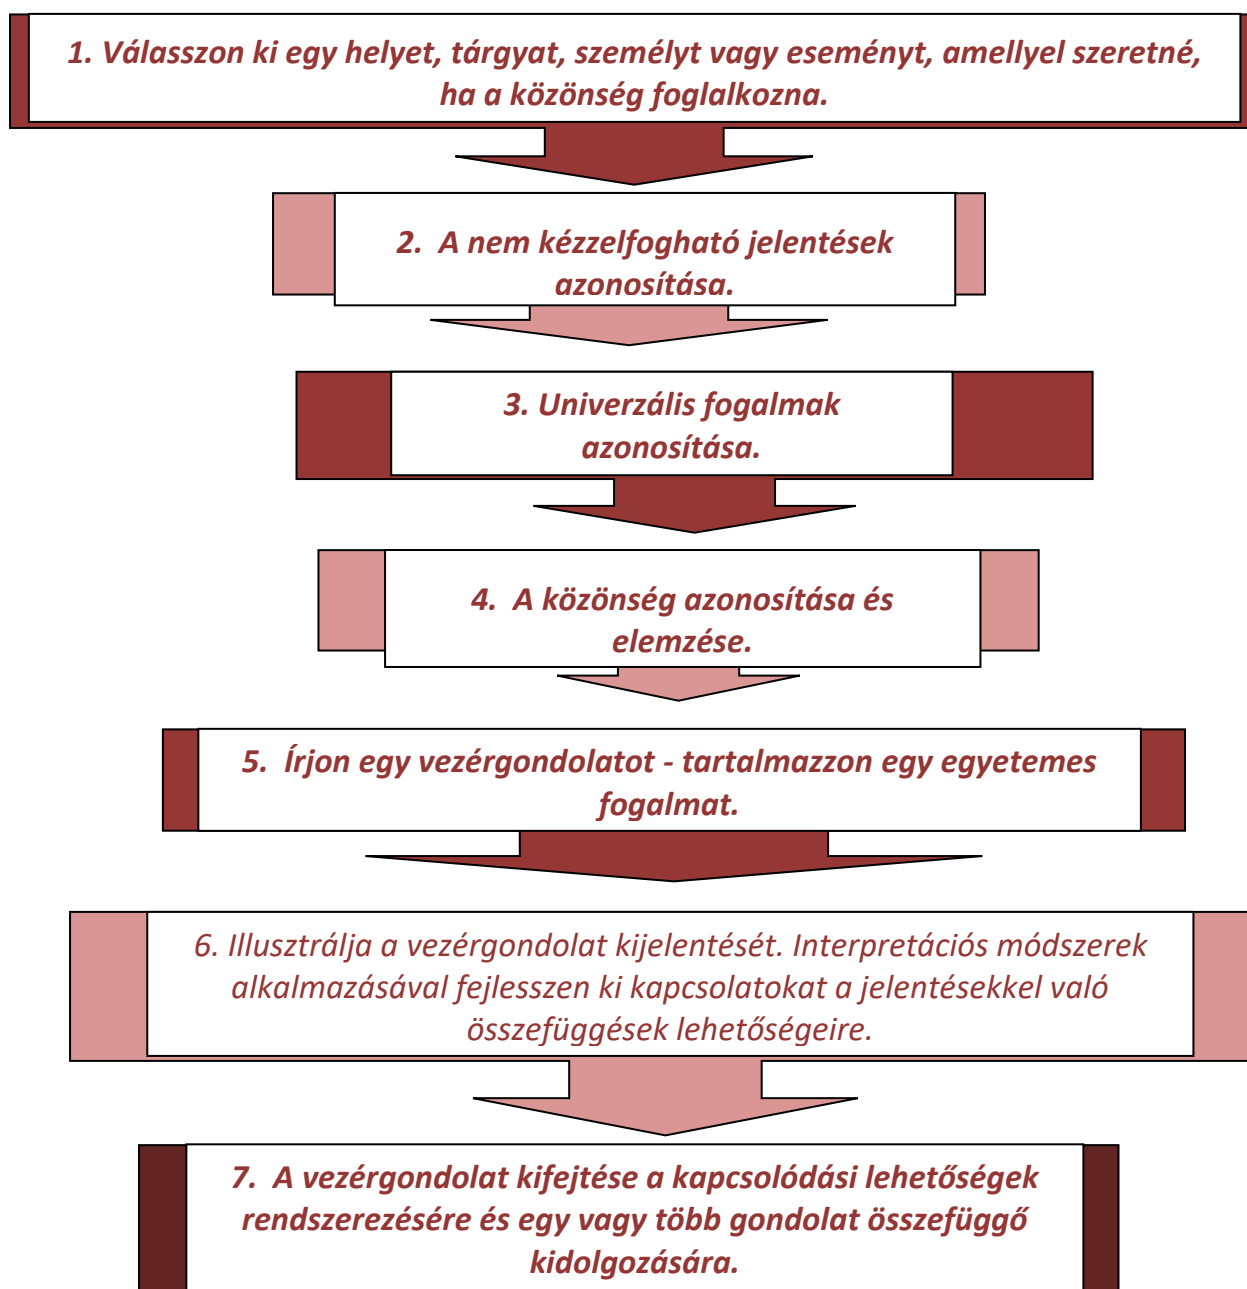 1. Válasszon ki egy helyet, tárgyat, személyt vagy eseményt, amellyel szeretné,
ha a közönség foglalkozna.
2. A nem kézzelfogható jelentések
azonosítása.
3. Univerzális fogalmak
azonosítása.
4. A közönség azonosítása és
elemzése.
5. Írjon egy vezérgondolatot - tartalmazzon egy egyetemes
fogalmat.
6. Illusztrálja a vezérgondolat kijelentését. Interpretációs módszerek
alkalmazásával fejlesszen ki kapcsolatokat a jelentésekkel való
összefüggések lehetőségeire.
7. A vezérgondolat kifejtése a kapcsolódási lehetőségek
rendszerezésére és egy vagy több gondolat összefüggő
kidolgozására.